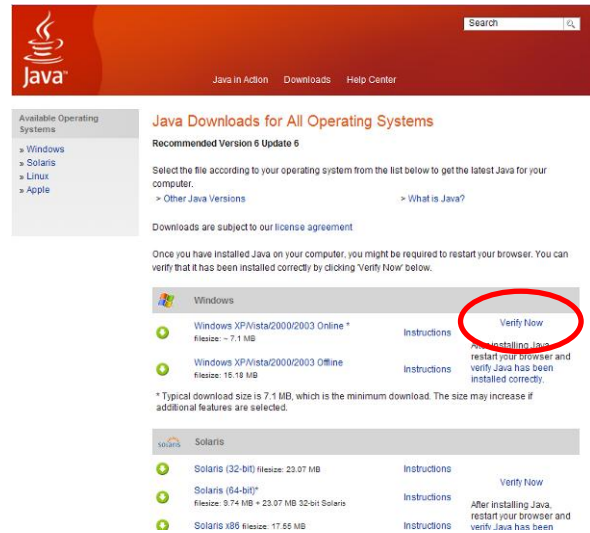 Search
Java™
Java in Action Downloads Help Center
Available Operating
Systems
» Windows
» Solaris
» Linux
» Apple
Java Downloads for All Operating Systems
Recommended Version 6 Update 6
Select the file according to your operating system from the list below to get the latest Java for your
computer.
> Other Java Versions > What is Java?
Downloads are subject to our license agreement
Once you have installed Java on your computer, you might be required to restart your browser. You can
verify that it has been installed correctly by clicking 'Verify Now' below.
Windows
Windows XP/Vista/2000/2003 Online *
filesize: ~ 7.1 MB
Instructions
Windows XP/Vista/2000/2003 Offline
filesize: 15.18 MB
Instructions
Verify Now
After installing Java,
restart your browser and
verify Java has been
installed correctly.
* Typical download size is 7.1 MB, which is the minimum download. The size may increase if
additional features are selected.
solaris Solaris
Solaris (32-bit) filesize: 23.07 MB
Instructions
Solaris (64-bit)*
filesize: 9.74 MB + 23.07 MB 32-bit Solaris
Instructions
Solaris x86 filesize: 17.55 MB
Instructions
Verify Now
After installing Java,
restart your browser and
verify Java has been